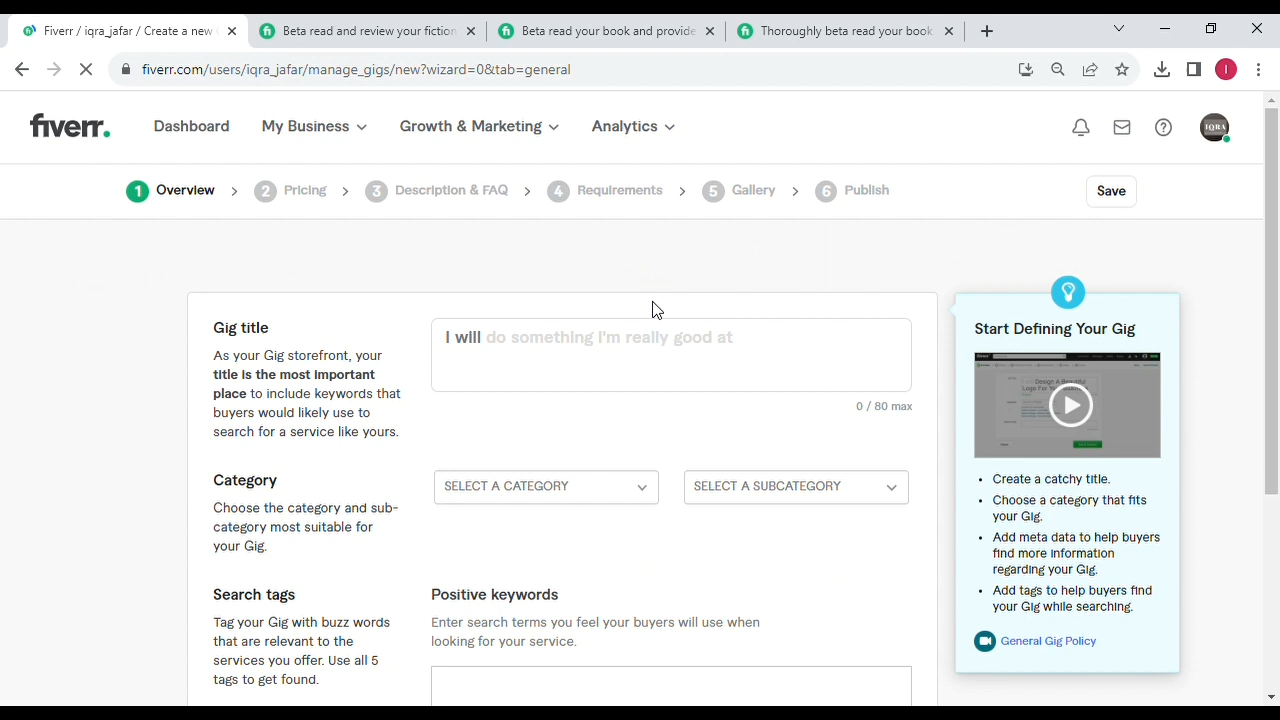 Fiverr / iqra_jafar / Create a new
Beta read and review your fiction
Beta read your book and provide
Thoroughly beta read your book
fiverr.com/users/iqra_jafar/manage_gigs/new?wizard=0&tab=general
I
fiverr.
Dashboard
My Business
Growth & Marketing
Analytics
IQRA
1 Overview
2 Pricing
3 Description & FAQ
4 Requirements
5 Gallery
6 Publish
Save
Gig title
As your Gig storefront, your
title is the most important
place to include keywords that
buyers would likely use to
search for a service like yours.
I will do something I'm really good at
0 / 80 max
Category
Choose the category and sub-
category most suitable for
your Gig.
SELECT A CATEGORY
SELECT A SUBCATEGORY
Search tags
Tag your Gig with buzz words
that are relevant to the
services you offer. Use all 5
tags to get found.
Positive keywords
Enter search terms you feel your buyers will use when
looking for your service.
Start Defining Your Gig
Design A Beautiful
• Create a catchy title.
• Choose a category that fits
your Gig.
• Add meta data to help buyers
find more information
regarding your Gig.
• Add tags to help buyers find
your Gig while searching.
General Gig Policy